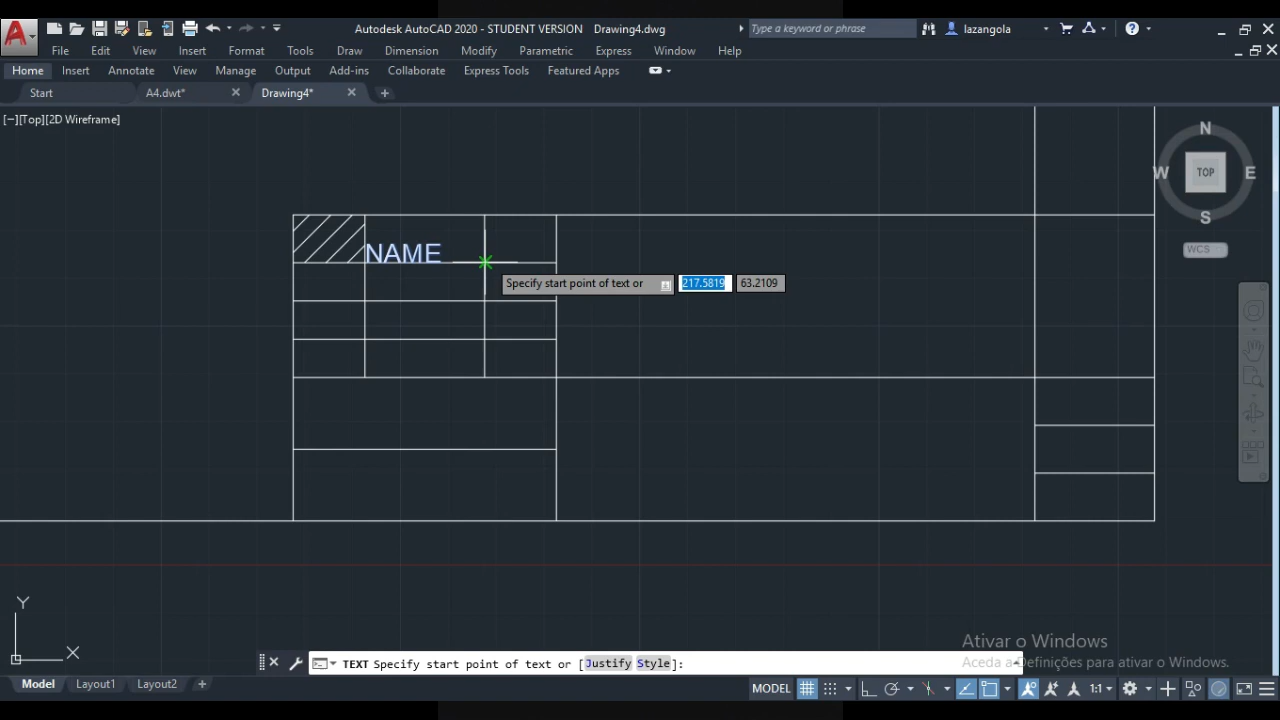 Autodesk AutoCAD 2020 - STUDENT VERSION Drawing4.dwg
Type a keyword or phrase
lazangola
File Edit View Insert Format Tools Draw Dimension Modify Parametric Express Window Help
Home Insert Annotate View Manage Output Add-ins Collaborate Express Tools Featured Apps
Start A4.dwt* Drawing4*
[−][Top][2D Wireframe]
N
W TOP E
S
WCS
NAME
Specify start point of text or 217.5819 63.2109
Y
X
Ativar o Windows
Aceda a Definições para ativar o Windows.
TEXT Specify start point of text or [Justify Style]:
Model Layout1 Layout2
MODEL 1:1